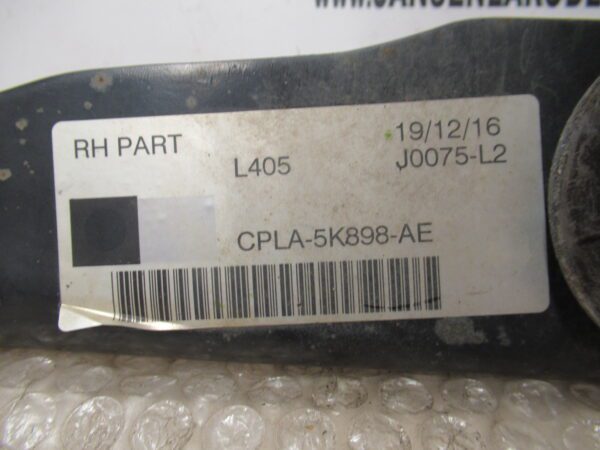 RH PART
19/12/16
L405
J0075-L2
CPLA-5K898-AE